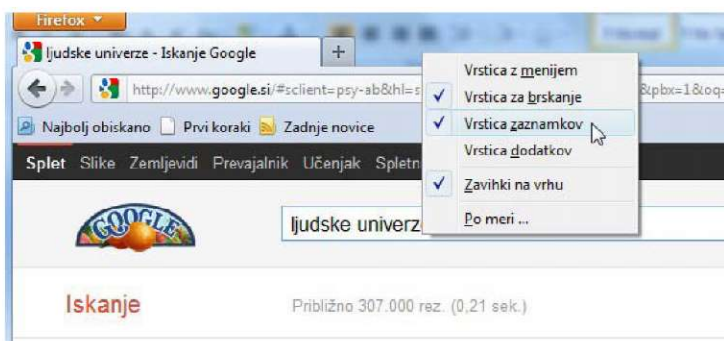 Firefox
ljudske univerze - Iskanje Google
http://www.google.si/#sclient=psy-ab&hl=s
&pbx=1&oq=
Najbolj obiskano Prvi koraki Zadnje novice
Vrstica z menijem
Vrstica za brskanje
Vrstica zaznamkov
Vrstica dodatkov
Zavihki na vrhu
Po meri ...
Splet Slike Zemljevidi Prevajalnik Učenjak Spletn
GOOGLE
ljudske univerz
Iskanje
Približno 307.000 rez. (0,21 sek.)